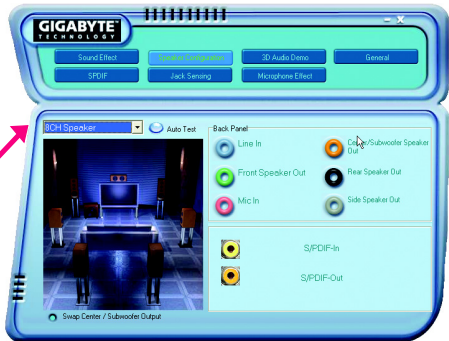 GIGABYTE
TECHNOLOGY
– X
Sound Effect
Speaker Configuration
3D Audio Demo
General
SPDIF
Jack Sensing
Microphone Effect
8CH Speaker
Auto Test
Back Panel
Line In
Center/Subwoofer Speaker
Out
Front Speaker Out
Rear Speaker Out
Mic In
Side Speaker Out
S/PDIF-In
S/PDIF-Out
Swap Center / Subwoofer Output